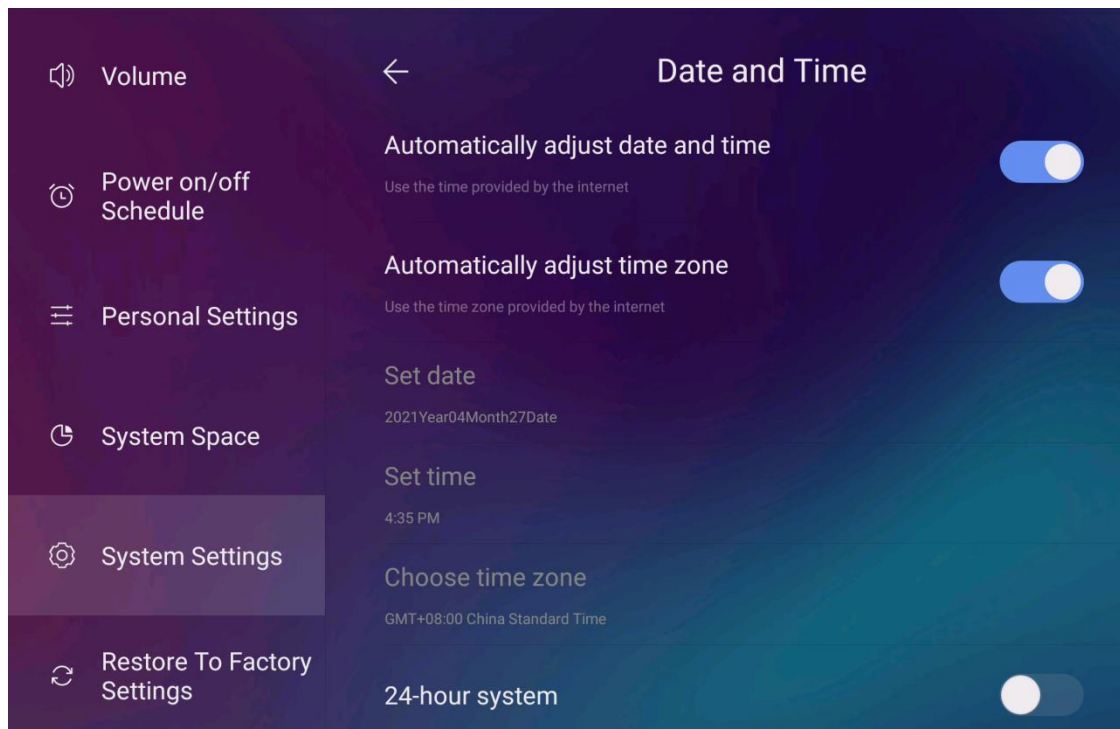 Volume
Power on/off
Schedule
Personal Settings
System Space
System Settings
Restore To Factory
Settings
Date and Time
Automatically adjust date and time
Use the time provided by the internet
Automatically adjust time zone
Use the time zone provided by the internet
Set date
2021Year04Month27Date
Set time
4:35 PM
Choose time zone
GMT+08:00 China Standard Time
24-hour system